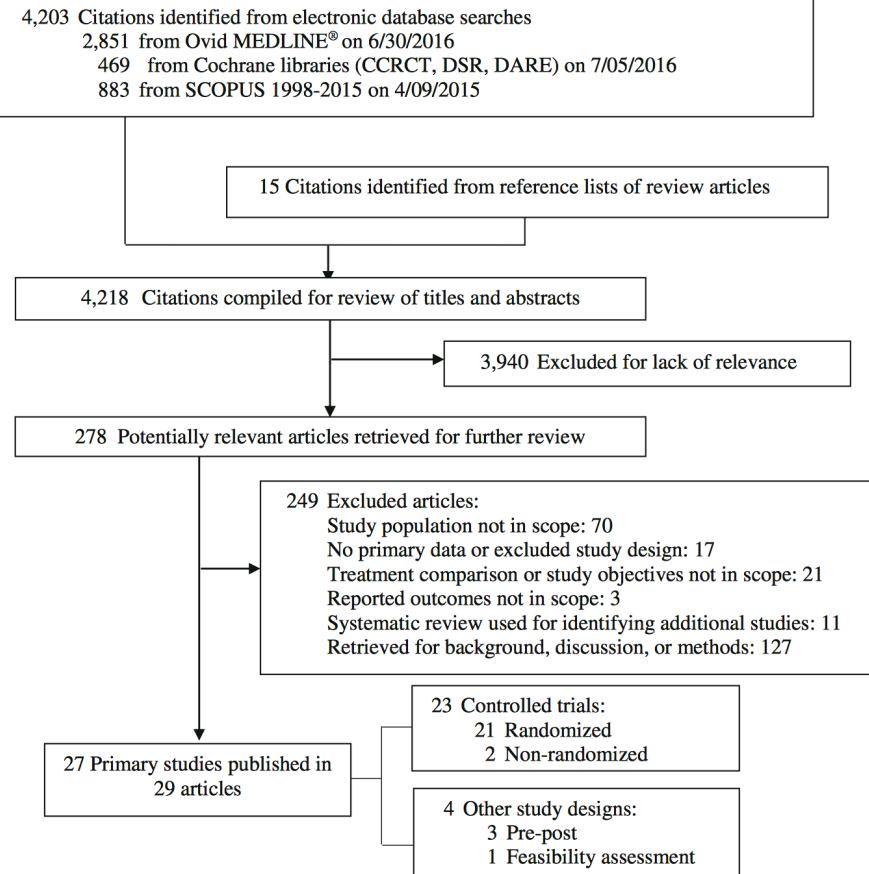 4,203 Citations identified from electronic database searches
2,851 from Ovid MEDLINE® on 6/30/2016
469 from Cochrane libraries (CCRCT, DSR, DARE) on 7/05/2016
883 from SCOPUS 1998-2015 on 4/09/2015
15 Citations identified from reference lists of review articles
4,218 Citations compiled for review of titles and abstracts
3,940 Excluded for lack of relevance
278 Potentially relevant articles retrieved for further review
249 Excluded articles:
Study population not in scope: 70
No primary data or excluded study design: 17
Treatment comparison or study objectives not in scope: 21
Reported outcomes not in scope: 3
Systematic review used for identifying additional studies: 11
Retrieved for background, discussion, or methods: 127
23 Controlled trials:
21 Randomized
2 Non-randomized
27 Primary studies published in
29 articles
4 Other study designs:
3 Pre-post
1 Feasibility assessment